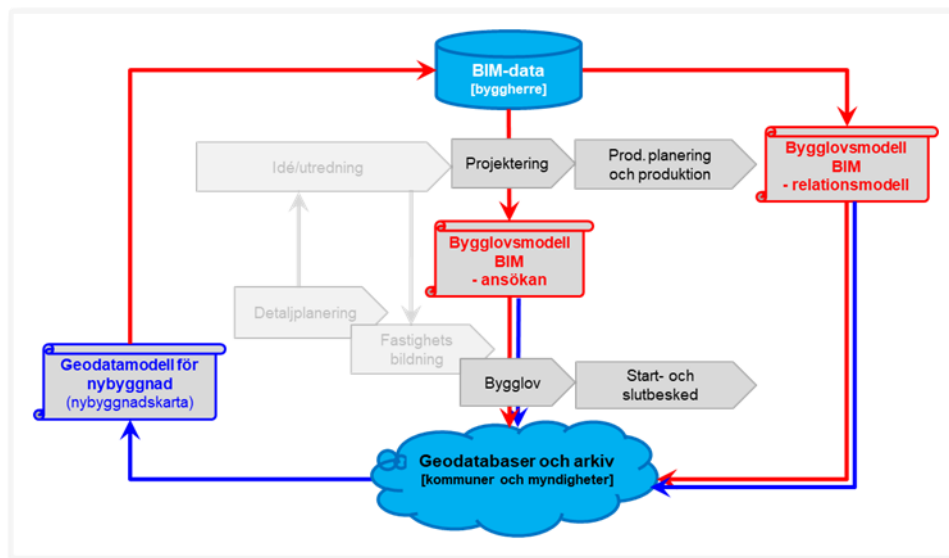 BIM-data
[byggherre]
Idé/utredning
Projektering
Prod. planering
och produktion
Bygglovsmodell
BIM
- relationsmodell
Bygglovsmodell
BIM
- ansökan
Detaljplanering
Fastighets
bildning
Geodatamodell för
nybyggnad
(nybyggnadskarta)
Bygglov
Start- och
slutbesked
Geodatabaser och arkiv
[kommuner och myndigheter]